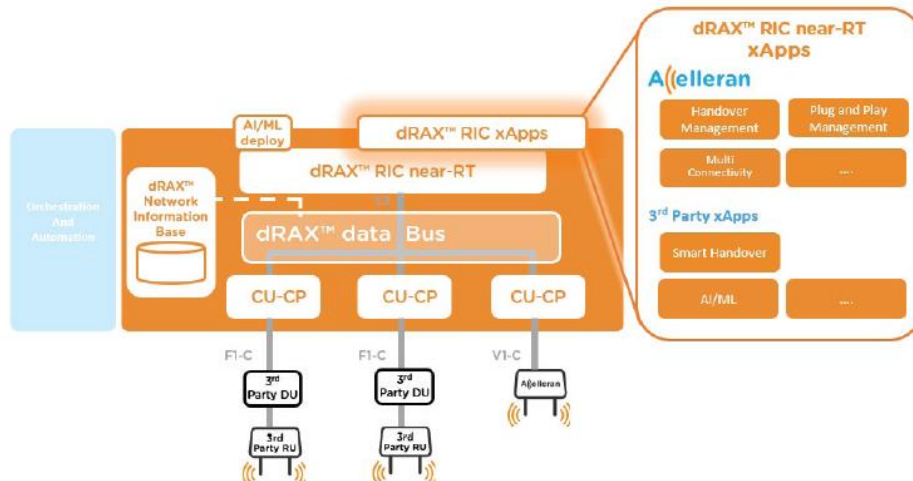 dRAX™ RIC near-RT
xApps
Accelleran
Handover
Management
Plug and Play
Management
Multi
Connectivity
....
3rd Party xApps
Smart Handover
AI/ML
....
AI/ML
deploy
dRAX™ RIC xApps
dRAX™ RIC near-RT
Orchestration
And
Automation
dRAX™
Network
Information
Base
dRAX™ data Bus
CU-CP
CU-CP
CU-CP
F1-C
F1-C
V1-C
3rd
Party DU
3rd
Party DU
Accelleran
3rd
Party RU
3rd
Party RU